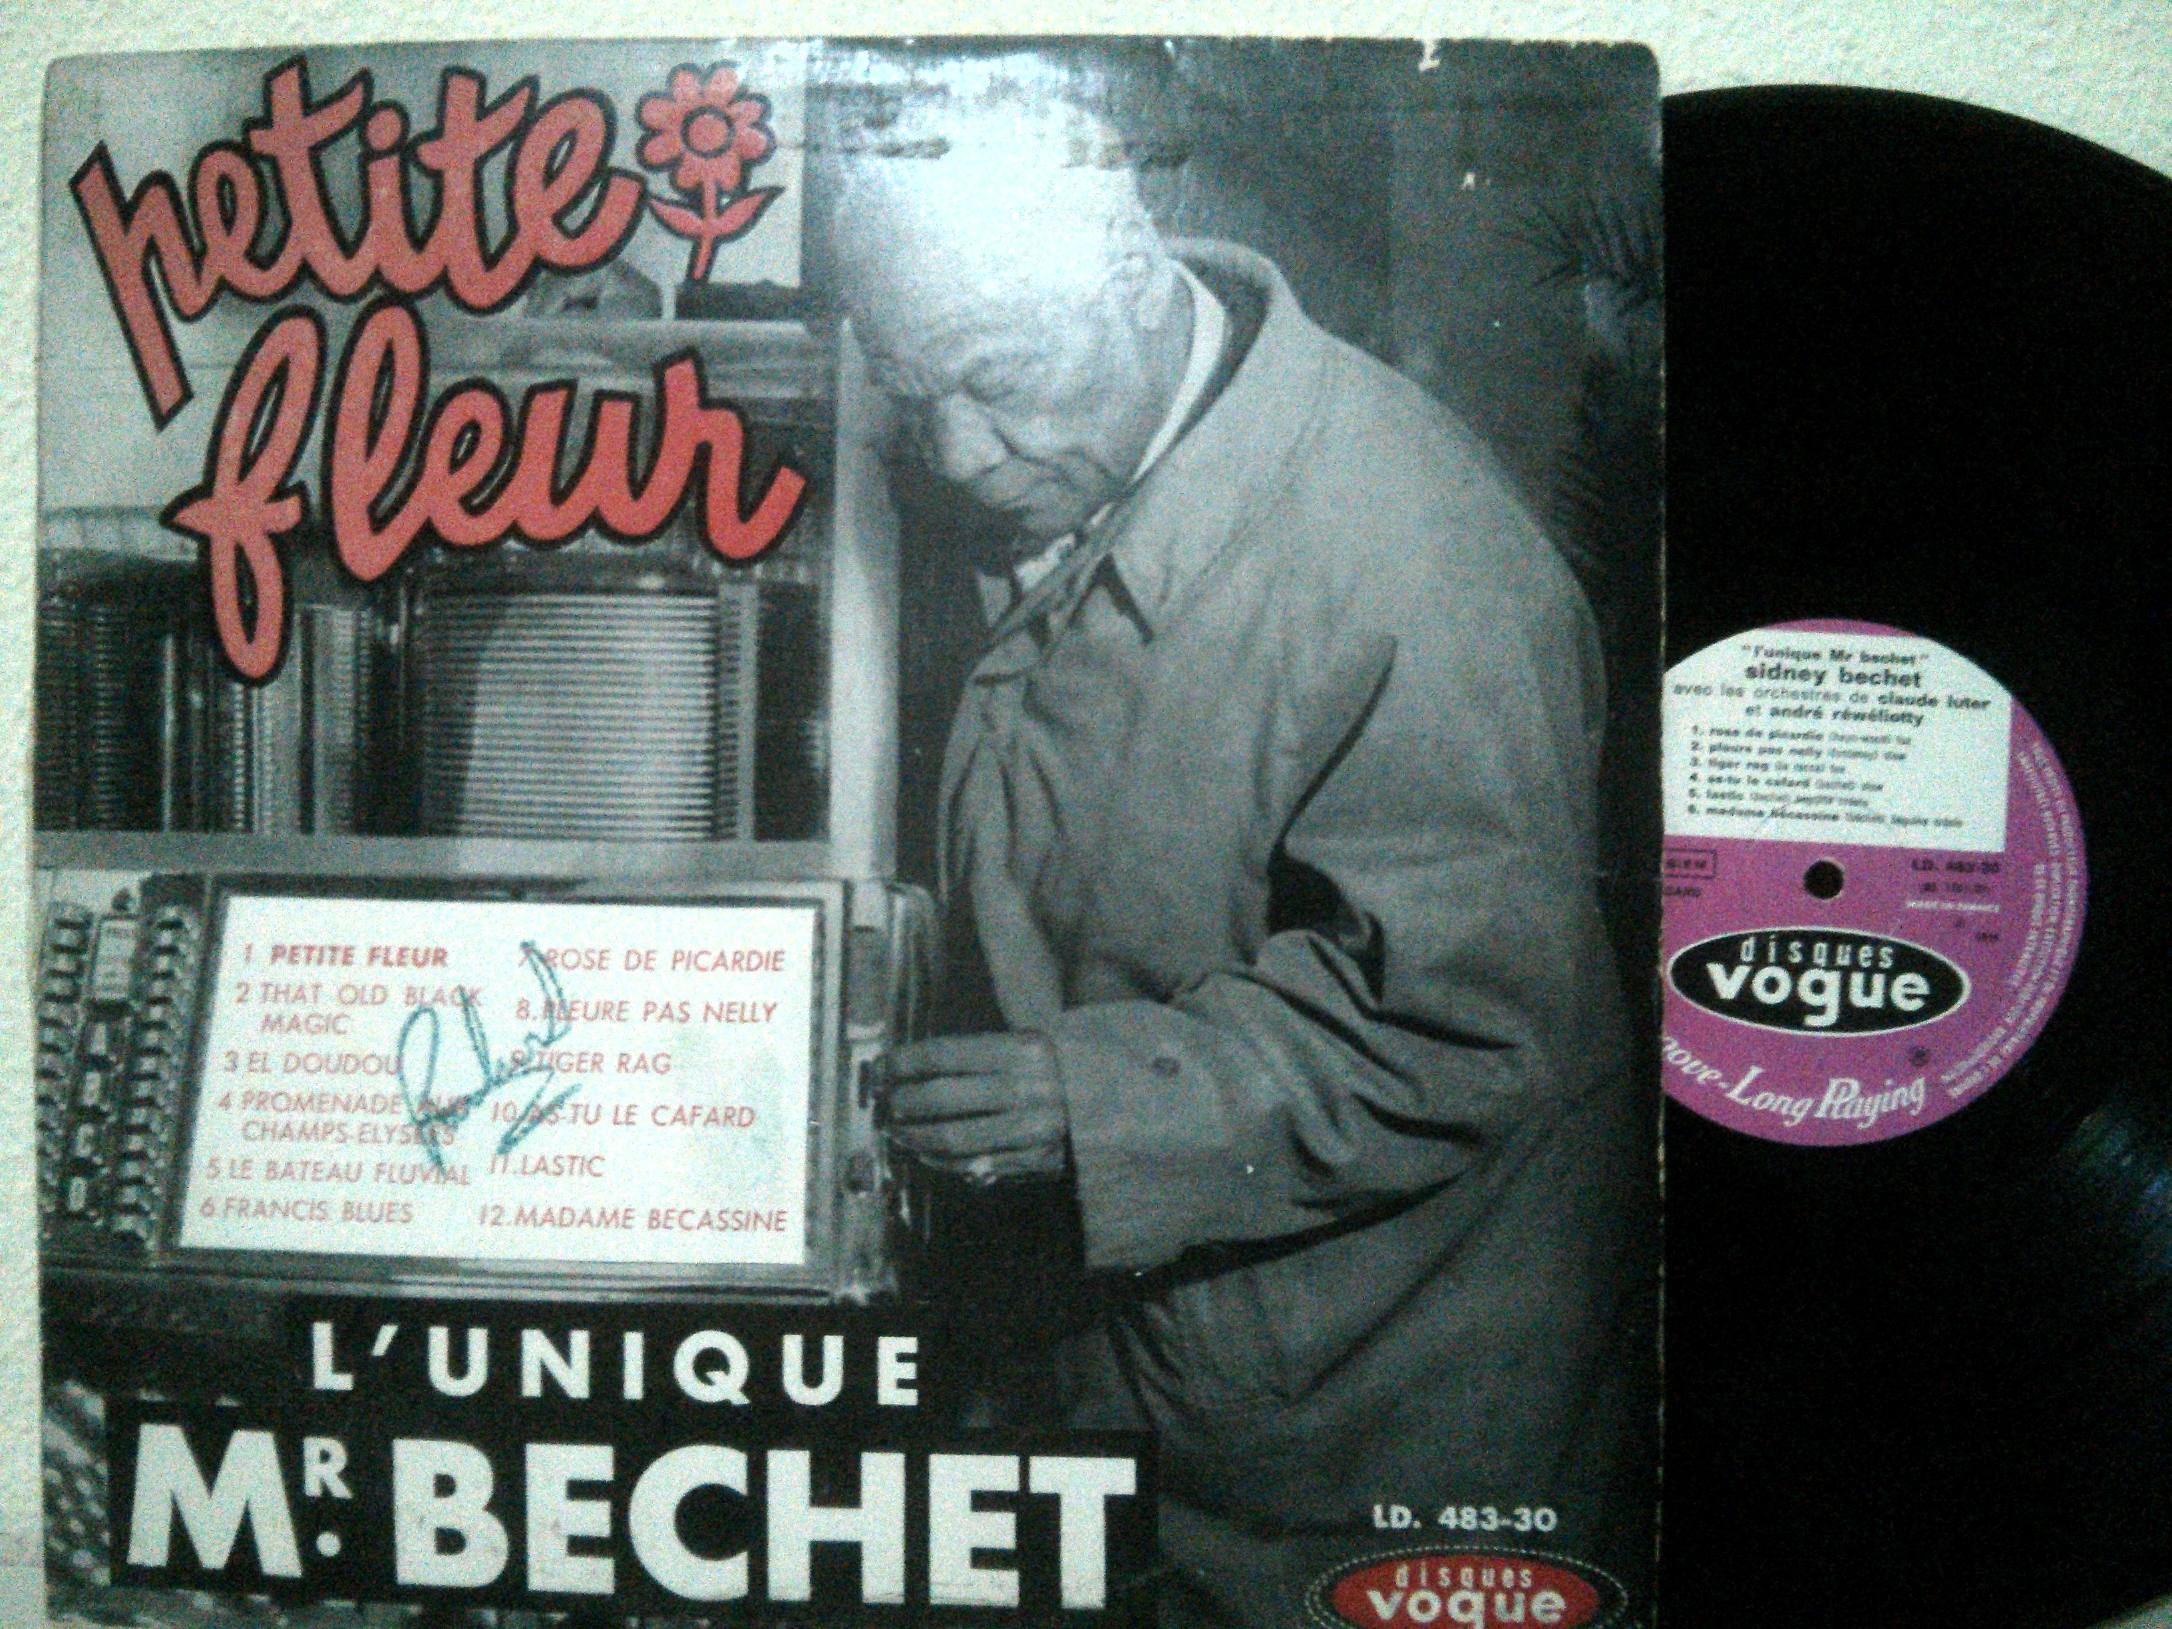 petite
fleur
1 PETITE FLEUR
2 THAT OLD BLACK
MAGIC
3 EL DOUDOU
4 PROMENADE AUX
CHAMPS-ELYSEES
5 LE BATEAU FLUVIAL
6. FRANCIS BLUES
7. ROSE DE PICARDIE
8. PLEURE PAS NELLY
9. TIGER RAG
10. AS-TU LE CAFARD
11. LASTIC
12. MADAME BECASSINE
L'UNIQUE
MR. BECHET
LD. 483-30
disques
vogue
"l'unique Mr bechet"
sidney bechet
avec les orchestres de claude luter
et andré réwéliotty
1. rose de picardie
2. pleure pas nelly
3. tiger rag
4. as-tu le cafard
5. lastic
6. madame bécassine
LD. 483-30
MADE IN FRANCE
disques
vogue
Long Playing